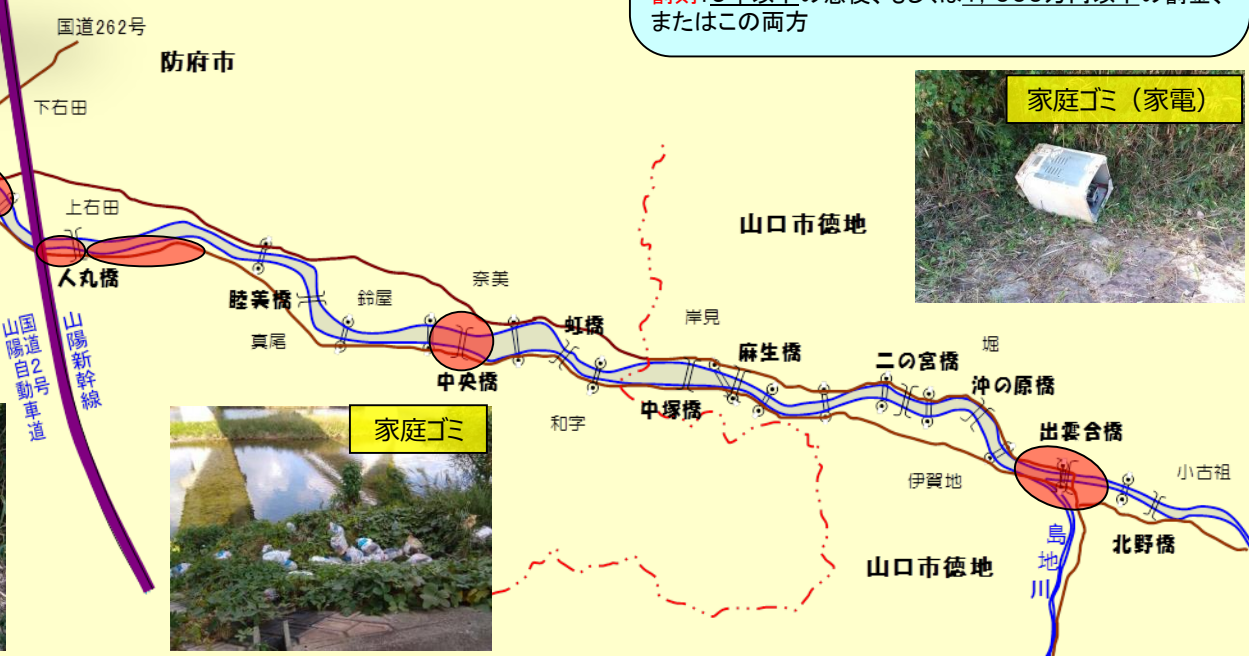 またはこの両方
国道262号
防府市
家庭ゴミ（家電）
下右田
上右田
山口市徳地
人丸橋
奈美
睦美橋
鈴屋
岸見
虹橋
真尾
麻生橋
堀
二の宮橋
中央橋
沖の原橋
中塚橋
山陽新幹線
国道2号
山陽自動車道
家庭ゴミ
和字
出雲合橋
小古祖
伊賀地
北野橋
島地川
山口市徳地